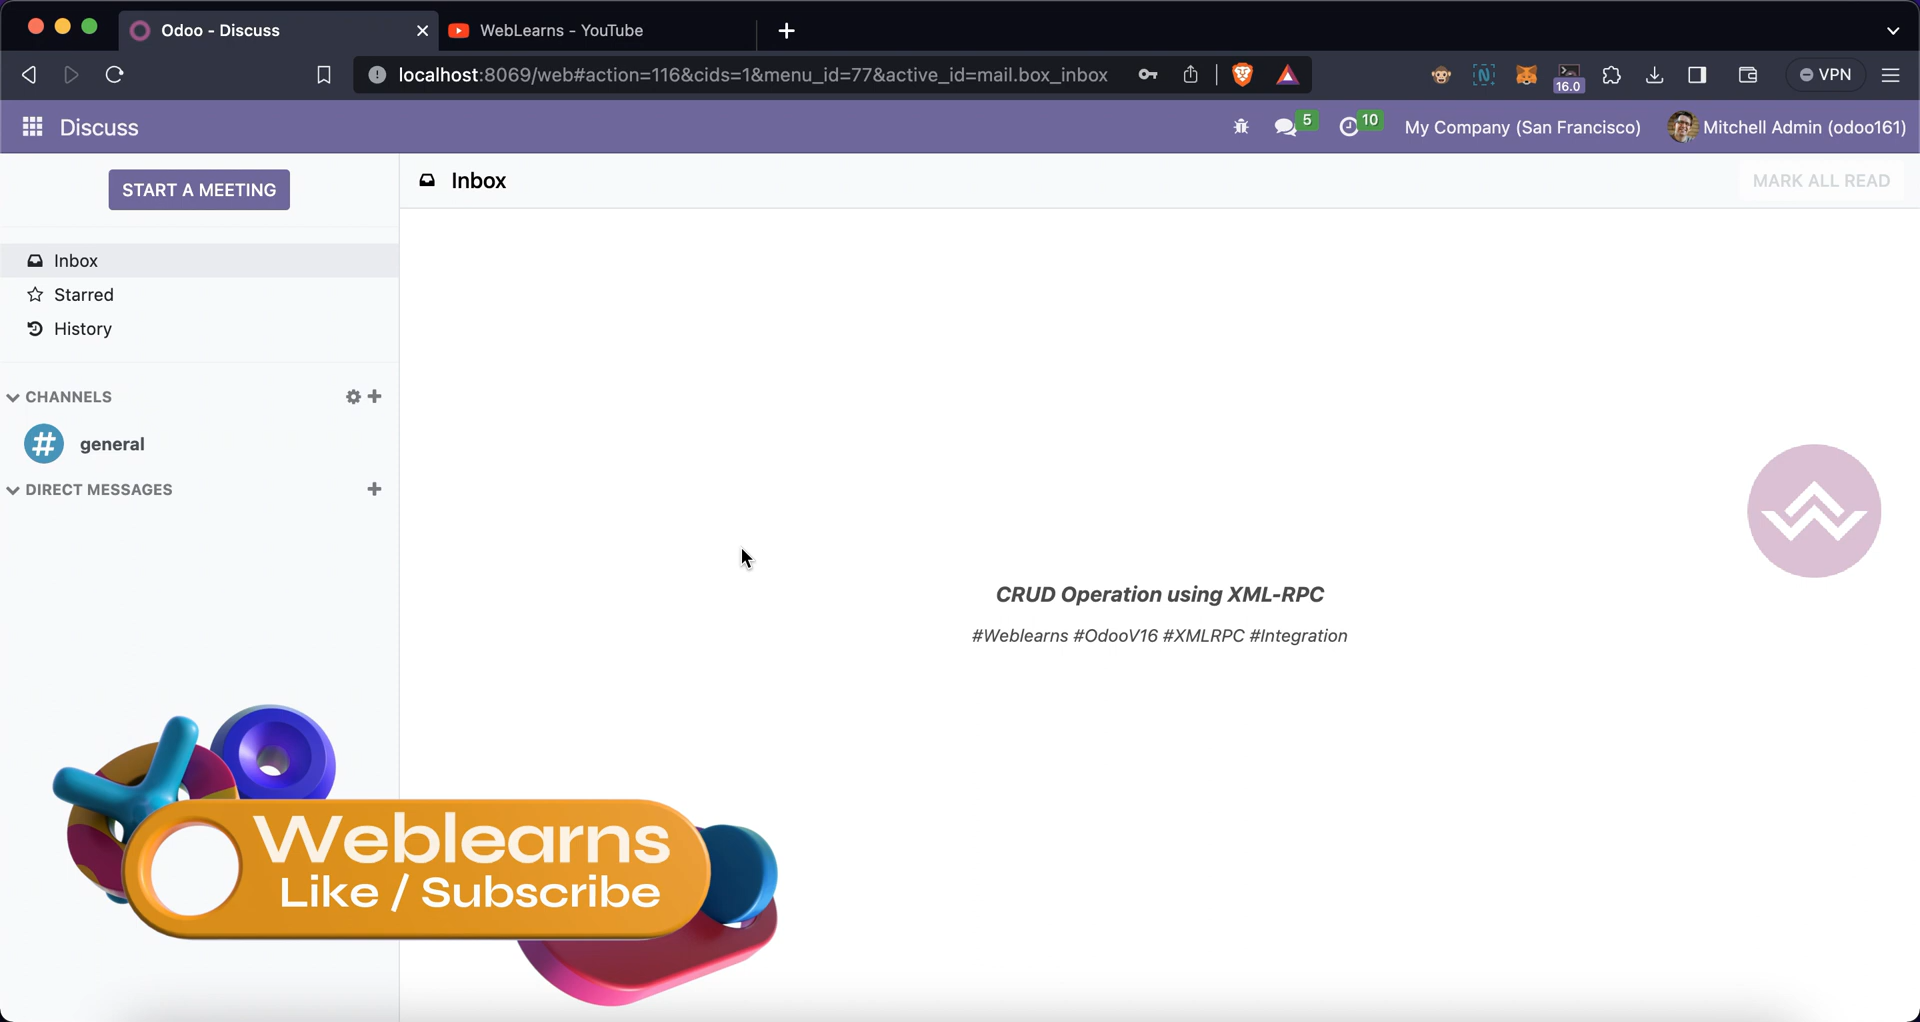 Odoo - Discuss
WebLearns - YouTube
localhost:8069/web#action=116&cids=1&menu_id=77&active_id=mail.box_inbox
16.0
VPN
Discuss
5
10
My Company (San Francisco)
Mitchell Admin (odoo161)
START A MEETING
Inbox
MARK ALL READ
Inbox
Starred
History
CHANNELS
general
DIRECT MESSAGES
CRUD Operation using XML-RPC
#Weblearns #OdooV16 #XMLRPC #Integration
Weblearns
Like / Subscribe